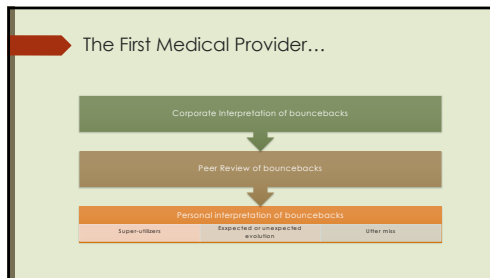 The First Medical Provider...
Corporate Interpretation of bouncebacks
Peer Review of bouncebacks
Personal interpretation of bouncebacks
Super-utilizers
Exspected or unexpected
evolution
Utter miss